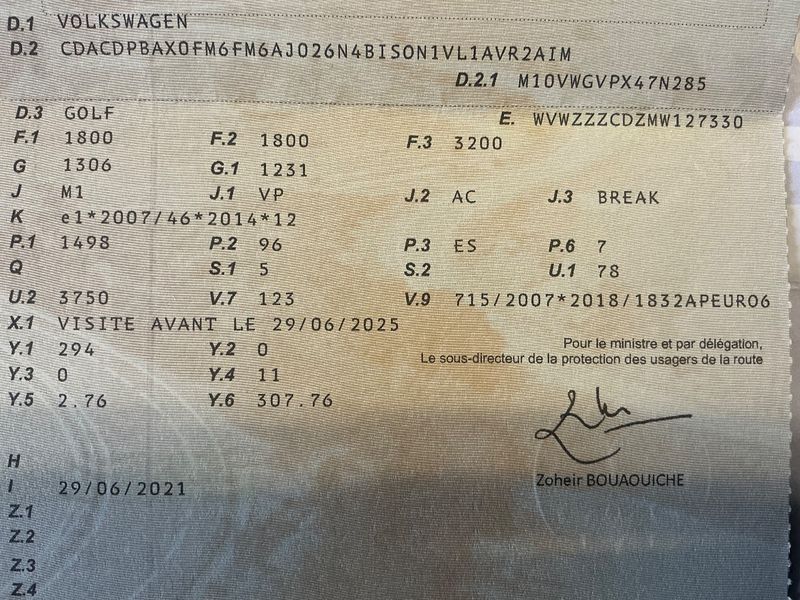 D.1 VOLKSWAGEN
D.2 CDACDPBAX0FM6FM6AJ026N4BISON1VL1AVR2AIM
D.2.1 M10VWGVPX47N285
D.3 GOLF E. WVWZZZCDZMW127330
F.1 1800 F.2 1800 F.3 3200
G 1306 G.1 1231
J M1 J.1 VP J.2 AC J.3 BREAK
K e1*2007/46*2014*12
P.1 1498 P.2 96 P.3 ES P.6 7
Q S.1 5 S.2 U.1 78
U.2 3750 V.7 123 V.9 715/2007*2018/1832APEURO6
X.1 VISITE AVANT LE 29/06/2025
Y.1 294 Y.2 0
Pour le ministre et par délégation,
Le sous-directeur de la protection des usagers de la route
Y.3 0 Y.4 11
Y.5 2.76 Y.6 307.76
H
Zoheir BOUAOUICHE
I 29/06/2021
Z.1
Z.2
Z.3
Z.4